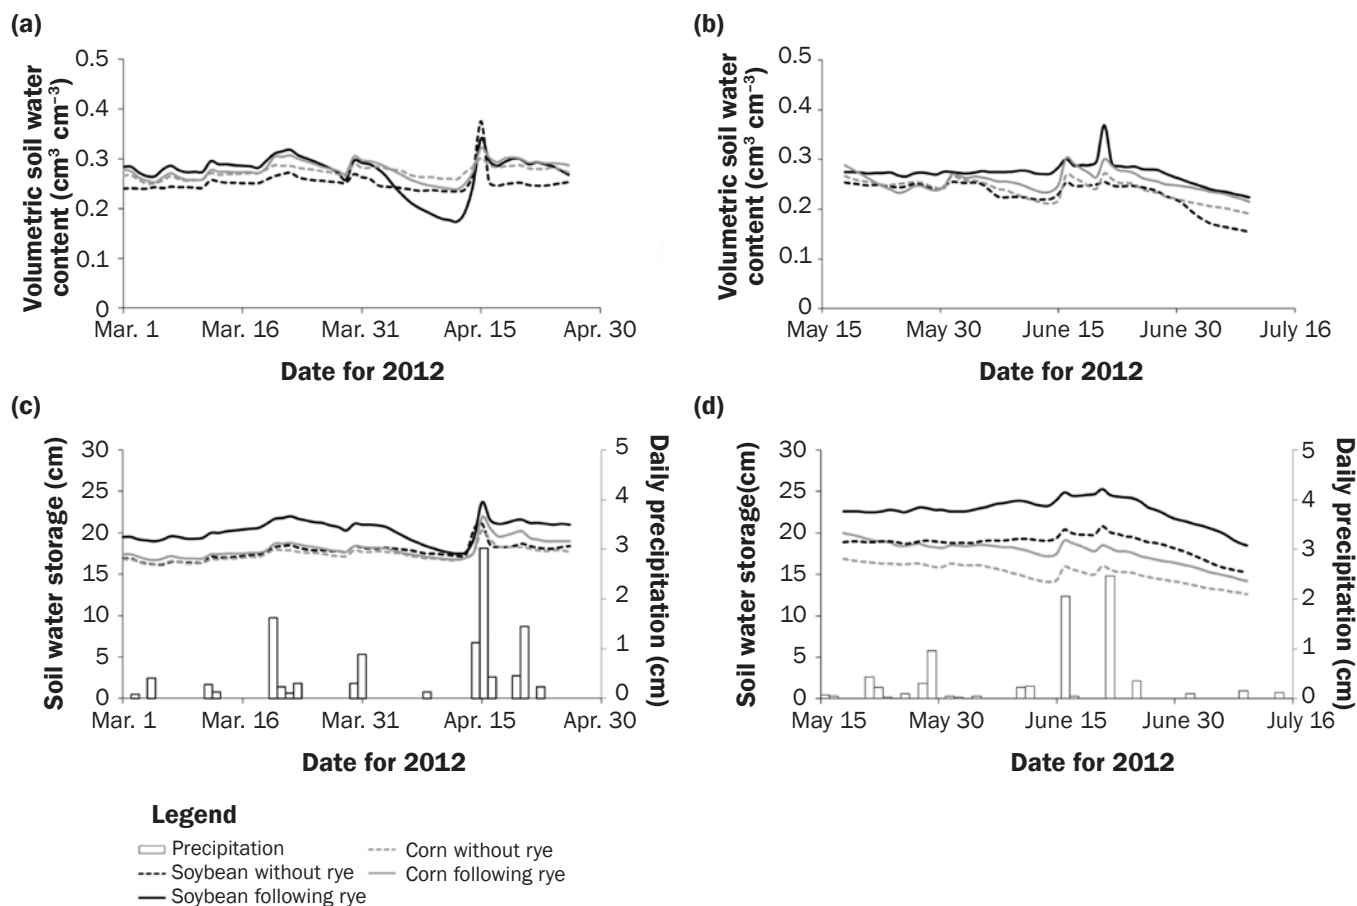 (a)
Volumetric soil water
content (cm³ cm⁻³)
0.5
0.4
0.3
0.2
0.1
0
Mar. 1 Mar. 16 Mar. 31 Apr. 15 Apr. 30
Date for 2012
(b)
Volumetric soil water
content (cm³ cm⁻³)
0.5
0.4
0.3
0.2
0.1
0
May 15 May 30 June 15 June 30 July 16
Date for 2012
(c)
Soil water storage (cm)
30
25
20
15
10
5
0
5
4
3
2
1
0
Daily precipitation (cm)
Mar. 1 Mar. 16 Mar. 31 Apr. 15 Apr. 30
Date for 2012
(d)
Soil water storage(cm)
30
25
20
15
10
5
0
5
4
3
2
1
0
Daily precipitation (cm)
May 15 May 30 June 15 June 30 July 16
Date for 2012
Legend
Precipitation
Soybean without rye
Soybean following rye
Corn without rye
Corn following rye